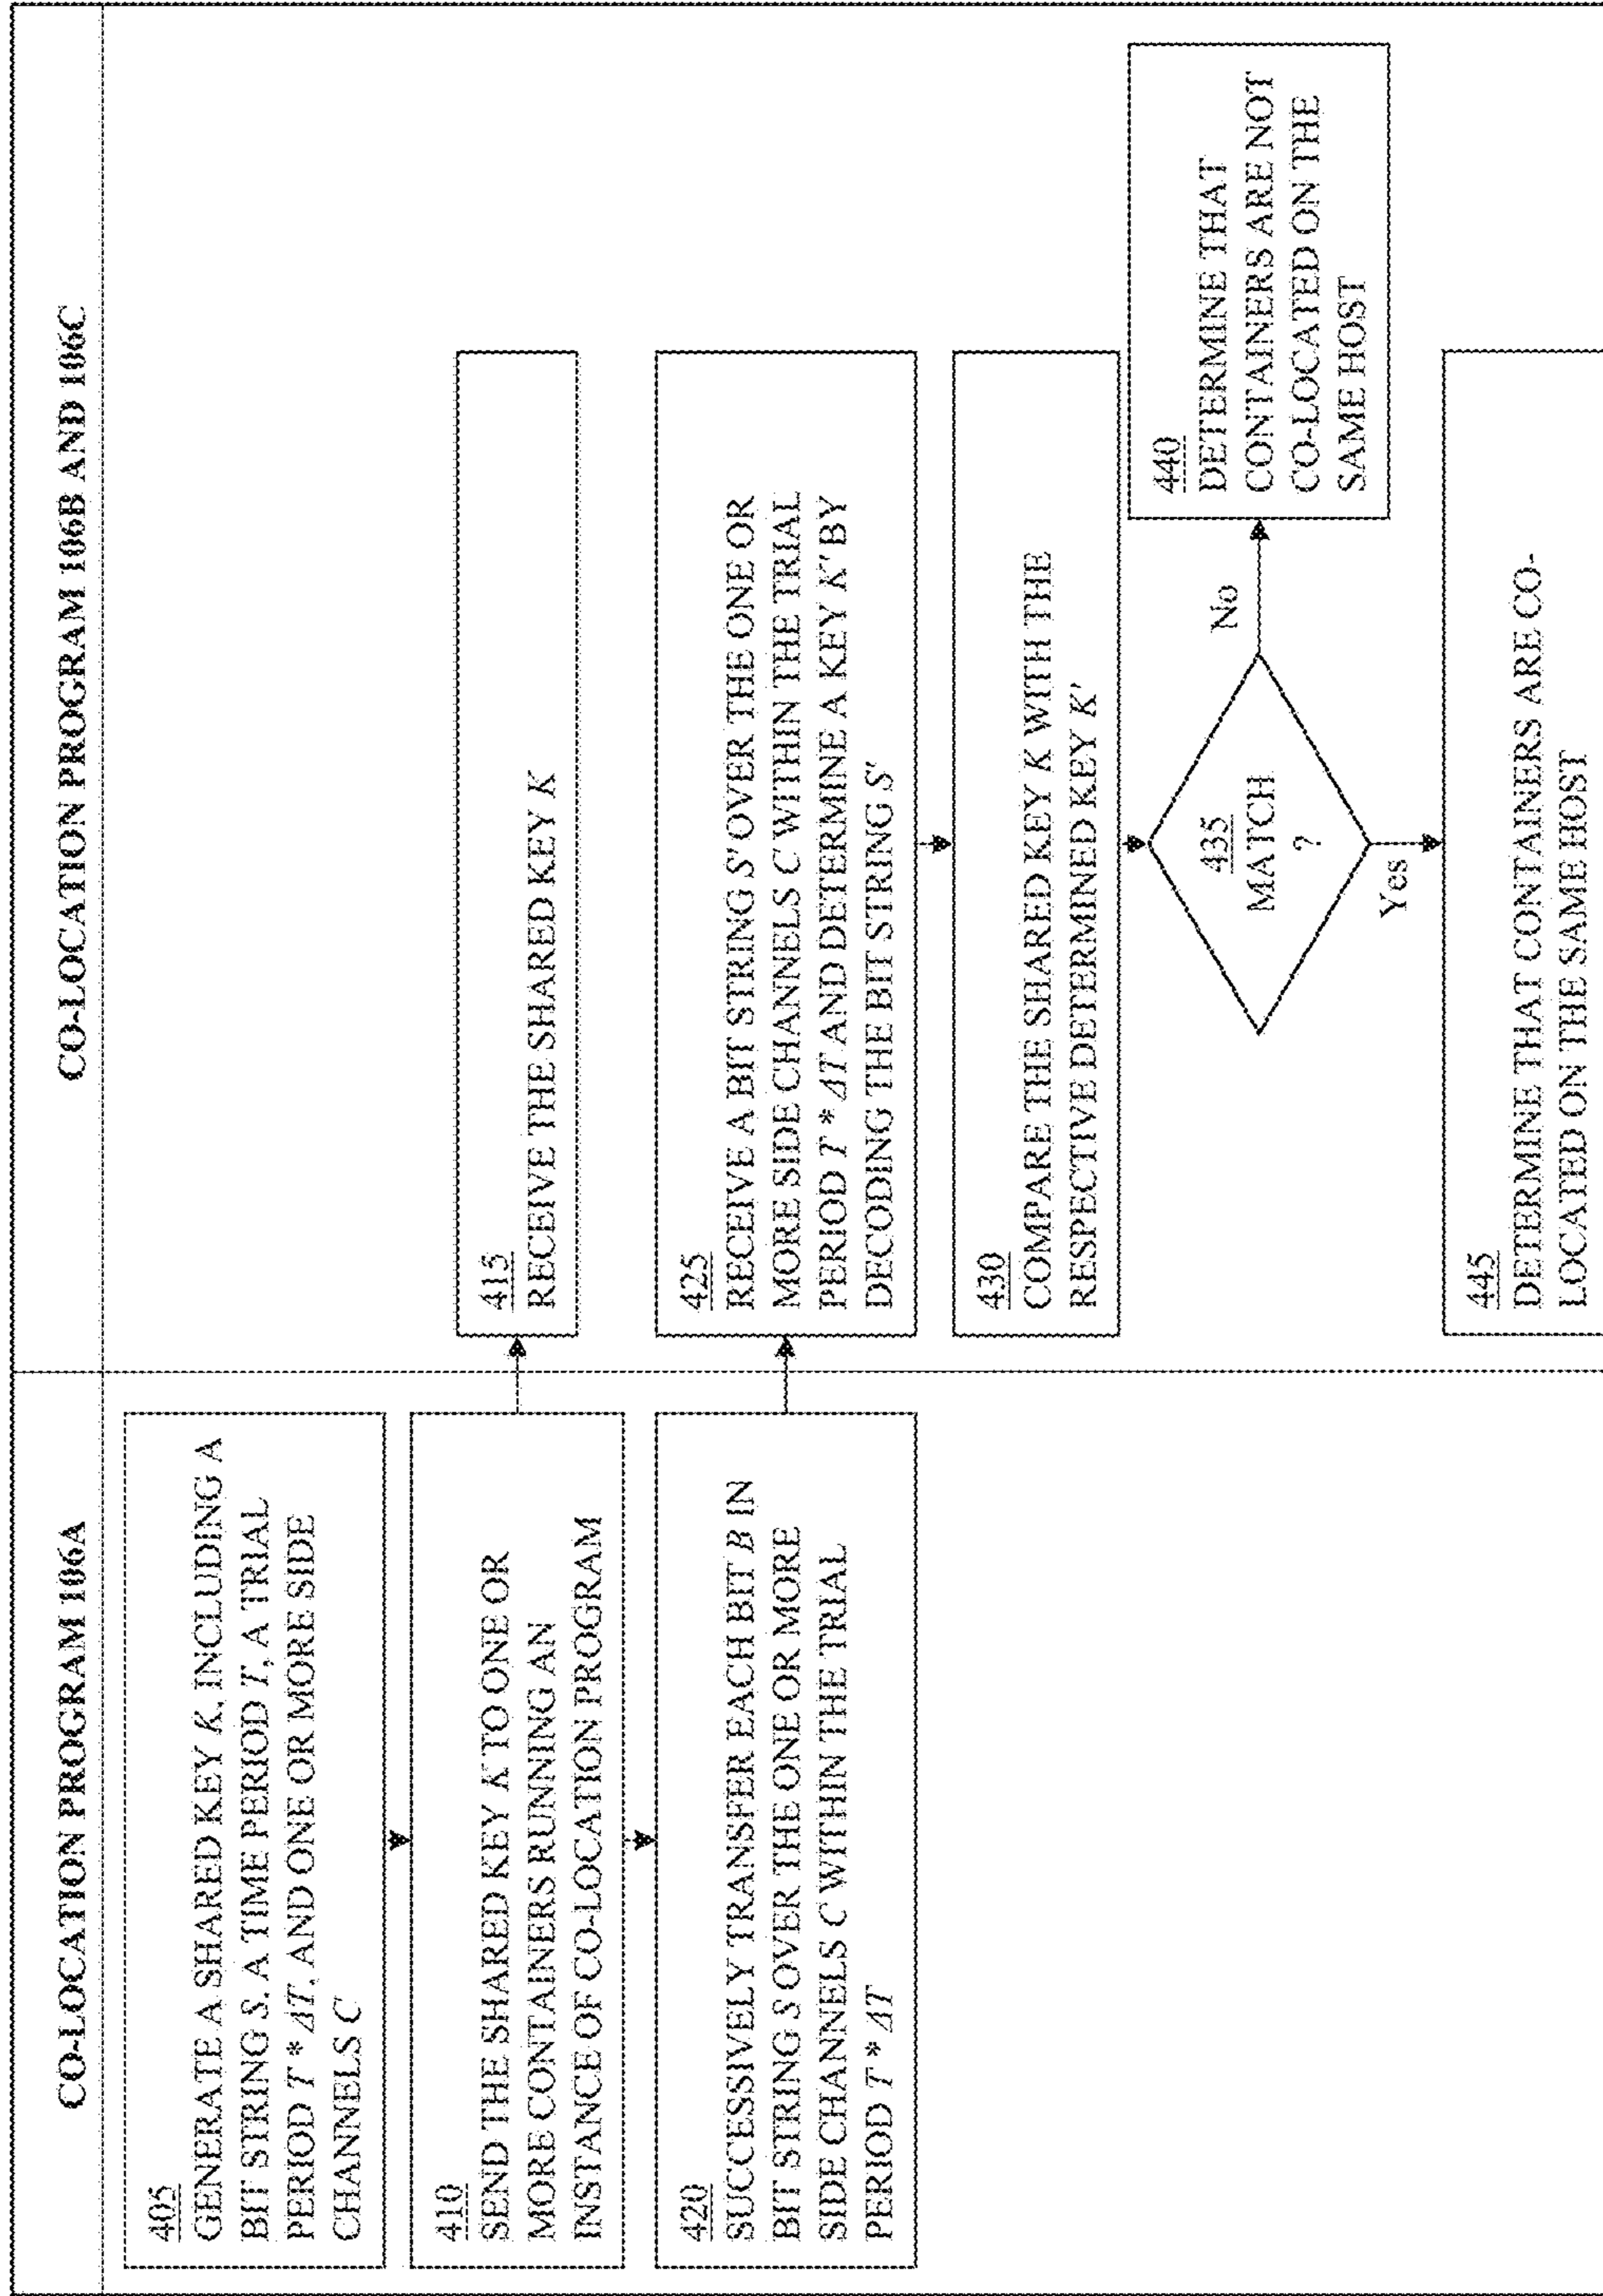 CO-LOCATION PROGRAM 106A
405
GENERATE A SHARED KEY K, INCLUDING A
BIT STRING S, A TIME PERIOD T, A TRIAL
PERIOD T * ΔT, AND ONE OR MORE SIDE
CHANNELS C
410
SEND THE SHARED KEY K TO ONE OR
MORE CONTAINERS RUNNING AN
INSTANCE OF CO-LOCATION PROGRAM
420
SUCCESSIVELY TRANSFER EACH BIT B IN
BIT STRING S OVER THE ONE OR MORE
SIDE CHANNELS C WITHIN THE TRIAL
PERIOD T * ΔT
CO-LOCATION PROGRAM 106B AND 106C
415
RECEIVE THE SHARED KEY K
425
RECEIVE A BIT STRING S' OVER THE ONE OR
MORE SIDE CHANNELS C WITHIN THE TRIAL
PERIOD T * ΔT AND DETERMINE A KEY K' BY
DECODING THE BIT STRING S'
430
COMPARE THE SHARED KEY K WITH THE
RESPECTIVE DETERMINED KEY K'
435
MATCH
?
No
440
DETERMINE THAT
CONTAINERS ARE NOT
CO-LOCATED ON THE
SAME HOST
Yes
445
DETERMINE THAT CONTAINERS ARE CO-
LOCATED ON THE SAME HOST